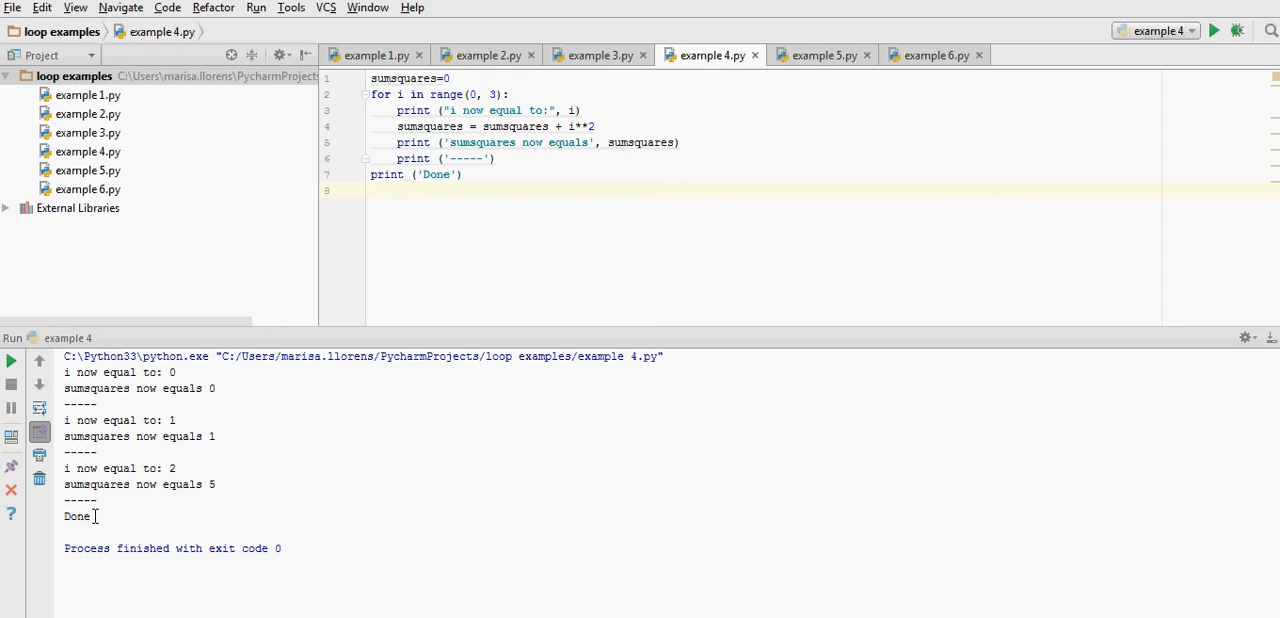 File Edit View Navigate Code Refactor Run Tools VCS Window Help
loop examples example 4.py example 4
Project example 1.py example 2.py example 3.py example 4.py example 5.py example 6.py
loop examples C:\Users\marisa.llorens\PycharmProjects
example 1.py
example 2.py
example 3.py
example 4.py
example 5.py
example 6.py
External Libraries
1 sumsquares=0
2 for i in range(0, 3):
3 print ("i now equal to:", i)
4 sumsquares = sumsquares + i**2
5 print ('sumsquares now equals', sumsquares)
6 print ('-----')
7 print ('Done')
8
Run example 4
C:\Python33\python.exe "C:/Users/marisa.llorens/PycharmProjects/loop examples/example 4.py"
i now equal to: 0
sumsquares now equals 0
-----
i now equal to: 1
sumsquares now equals 1
-----
i now equal to: 2
sumsquares now equals 5
-----
Done
Process finished with exit code 0